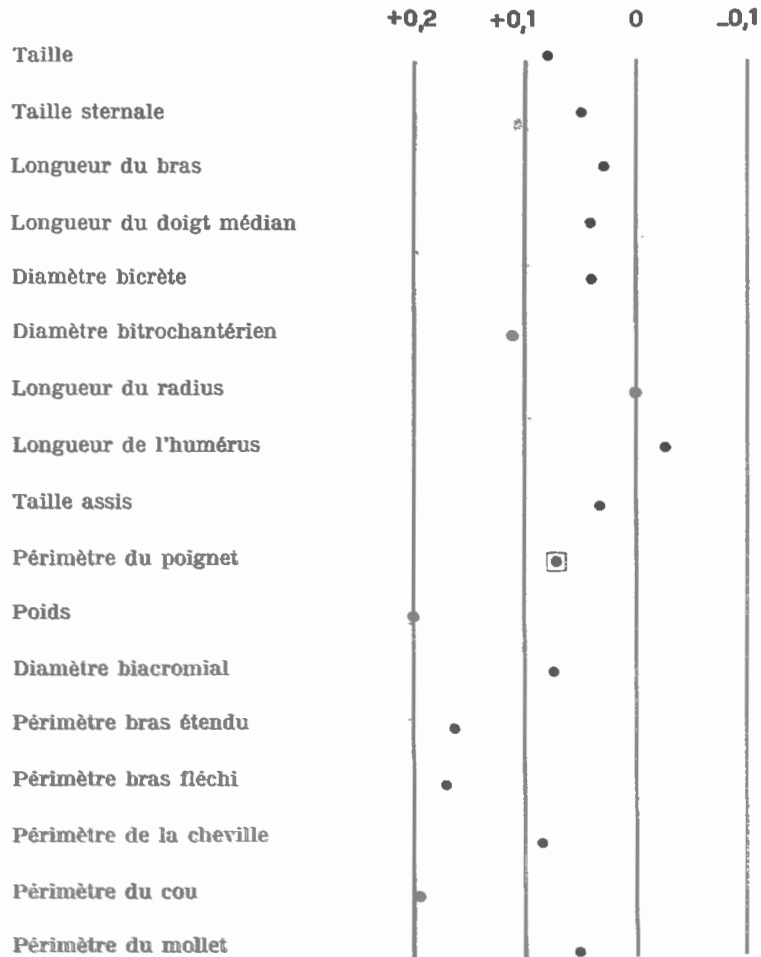 +0,2 +0,1 0 -0,1
Taille
Taille sternale
Longueur du bras
Longueur du doigt médian
Diamètre bicrète
Diamètre bitrochantérien
Longueur du radius
Longueur de l'humérus
Taille assis
Périmètre du poignet
Poids
Diamètre biacromial
Périmètre bras étendu
Périmètre bras fléchi
Périmètre de la cheville
Périmètre du cou
Périmètre du mollet